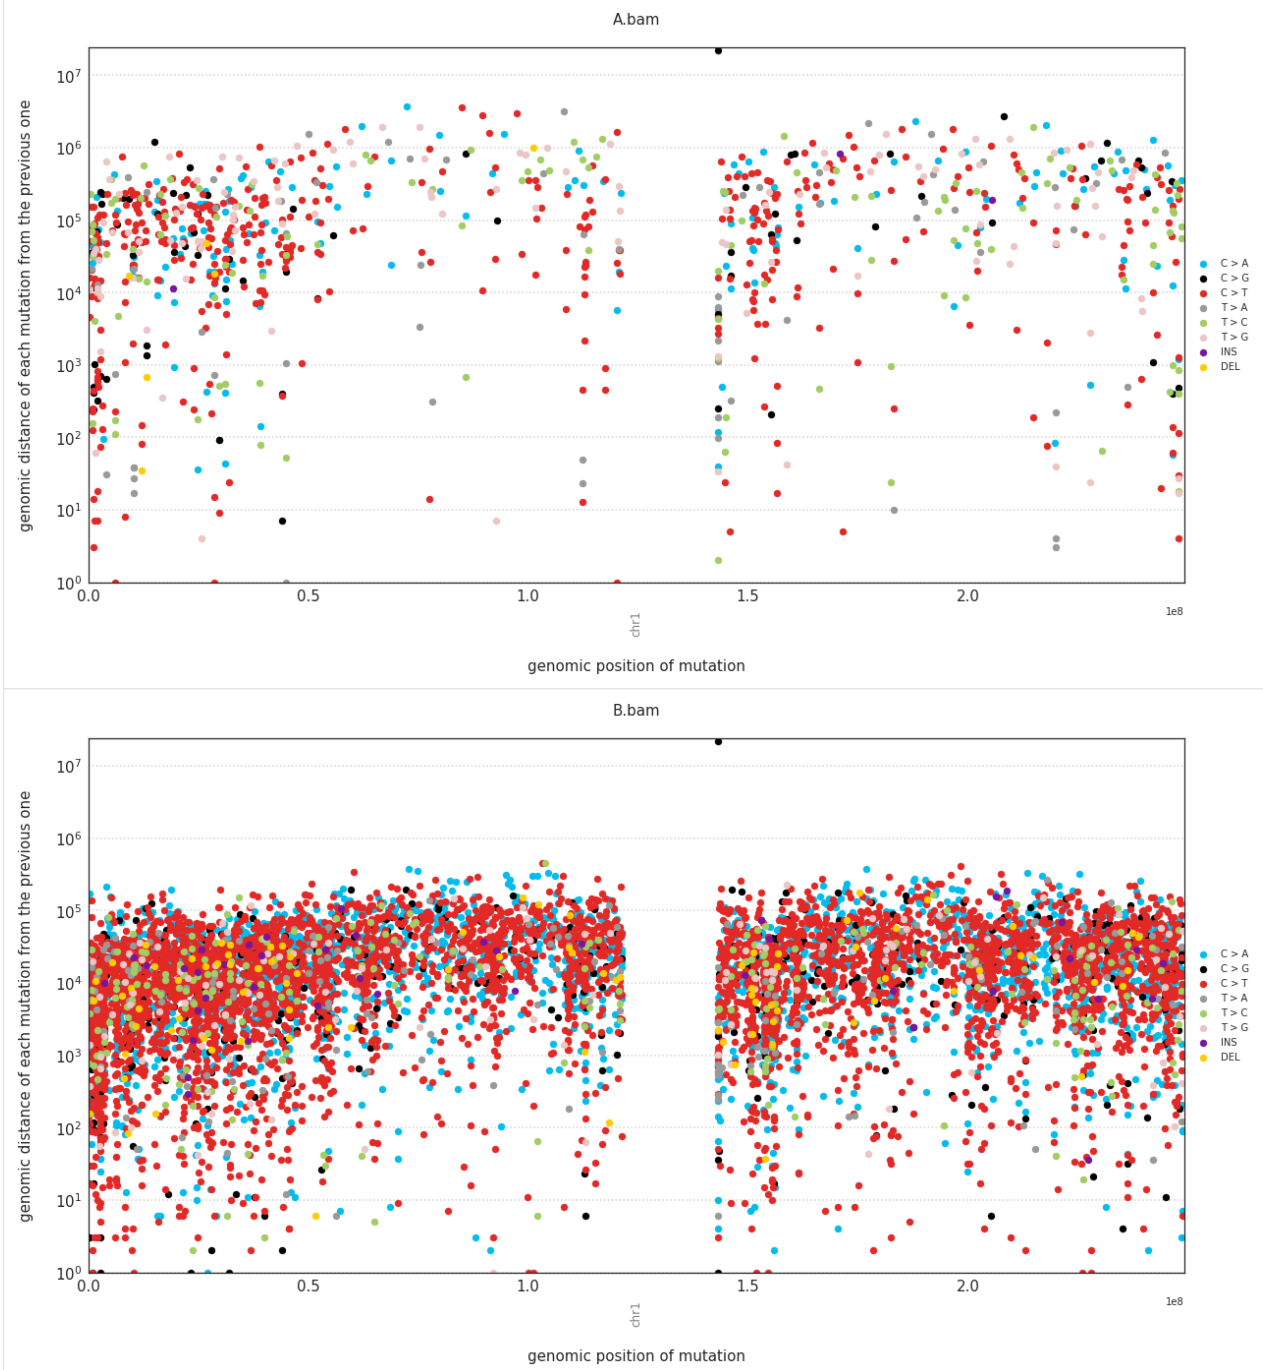 A.bam
genomic distance of each mutation from the previous one
10⁷
10⁶
10⁵
10⁴
10³
10²
10¹
10⁰
0.0 0.5 1.0 1.5 2.0
1e8
chr1
genomic position of mutation
C > A
C > G
C > T
T > A
T > C
T > G
INS
DEL
B.bam
genomic distance of each mutation from the previous one
10⁷
10⁶
10⁵
10⁴
10³
10²
10¹
10⁰
0.0 0.5 1.0 1.5 2.0
1e8
chr1
genomic position of mutation
C > A
C > G
C > T
T > A
T > C
T > G
INS
DEL